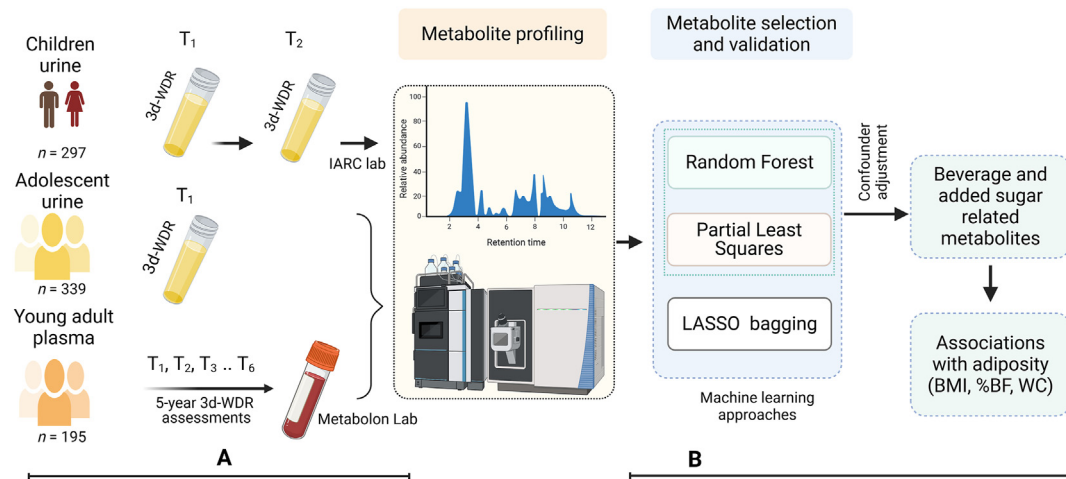 Children
urine
n = 297
T1
3d-WDR
T2
3d-WDR
IARC lab
Adolescent
urine
n = 339
T1
3d-WDR
Young adult
plasma
n = 195
T1, T2, T3 .. T6
5-year 3d-WDR
assessments
Metabolon Lab
A
Metabolite profiling
Relative abundance
100
80
60
40
20
0
2 4 6 8 10 12
Retention time
Metabolite selection
and validation
Random Forest
Partial Least
Squares
LASSO bagging
Machine learning
approaches
Confounder
adjustment
Beverage and
added sugar
related
metabolites
Associations
with adiposity
(BMI, %BF, WC)
B